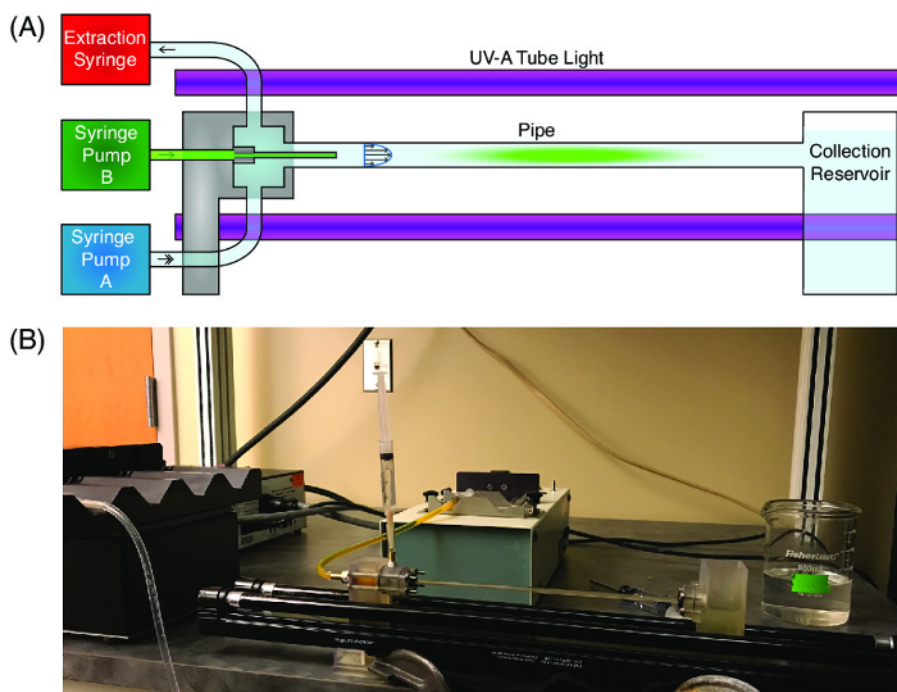 (A)
Extraction
Syringe
UV-A Tube Light
Syringe
Pump
B
Pipe
Collection
Reservoir
Syringe
Pump
A
(B)
Fisherbrand